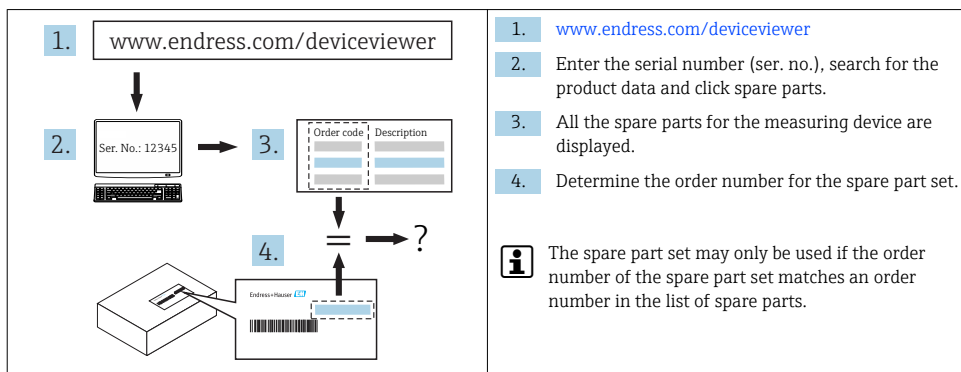 1.
www.endress.com/deviceviewer
2.
Ser. No.: 12345
3.
Order code
Description
?
4.
Endress+Hauser EH
1. www.endress.com/deviceviewer
2. Enter the serial number (ser. no.), search for the
product data and click spare parts.
3. All the spare parts for the measuring device are
displayed.
4. Determine the order number for the spare part set.
i The spare part set may only be used if the order
number of the spare part set matches an order
number in the list of spare parts.